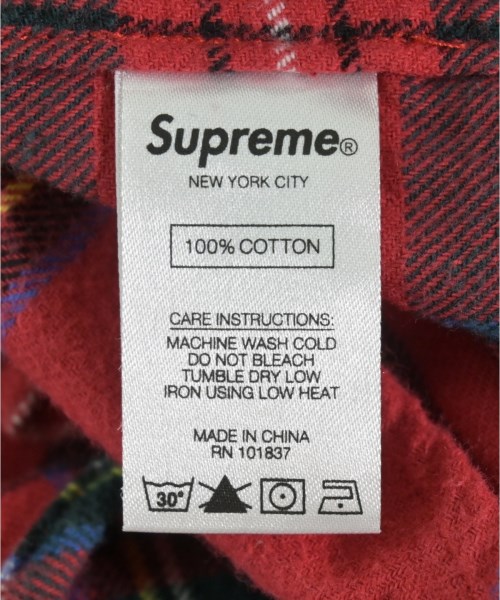 Supreme®
NEW YORK CITY
100% COTTON
CARE INSTRUCTIONS:
MACHINE WASH COLD
DO NOT BLEACH
TUMBLE DRY LOW
IRON USING LOW HEAT
MADE IN CHINA
RN 101837
30°